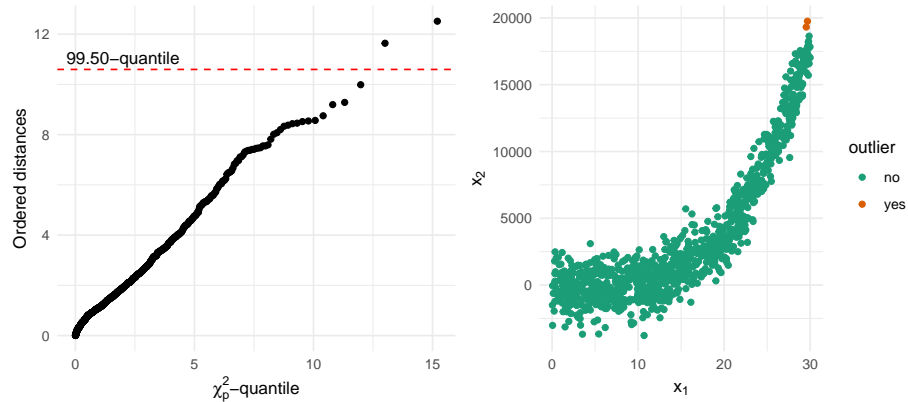 99.50−quantile
12
8
4
0
Ordered distances
0 5 10 15
χ²ₚ−quantile
20000
15000
10000
5000
0
x₂
0 10 20 30
x₁
outlier
no
yes